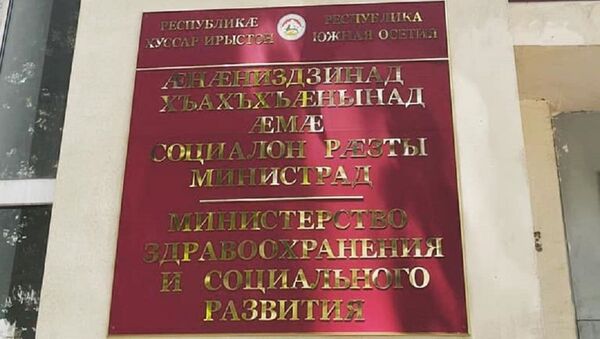 РЕСПУБЛИКÆ
ХУССАР ИРЫСТОН
РЕСПУБЛИКА
ЮЖНАЯ ОСЕТИЯ
ÆНÆНИЗДЗИНАД
ХЪАХЪХЪÆНЫНАД
ÆМÆ
СОЦИАЛОН РÆЗТЫ
МИНИСТРАД
МИНИСТЕРСТВО
ЗДРАВООХРАНЕНИЯ
И СОЦИАЛЬНОГО
РАЗВИТИЯ